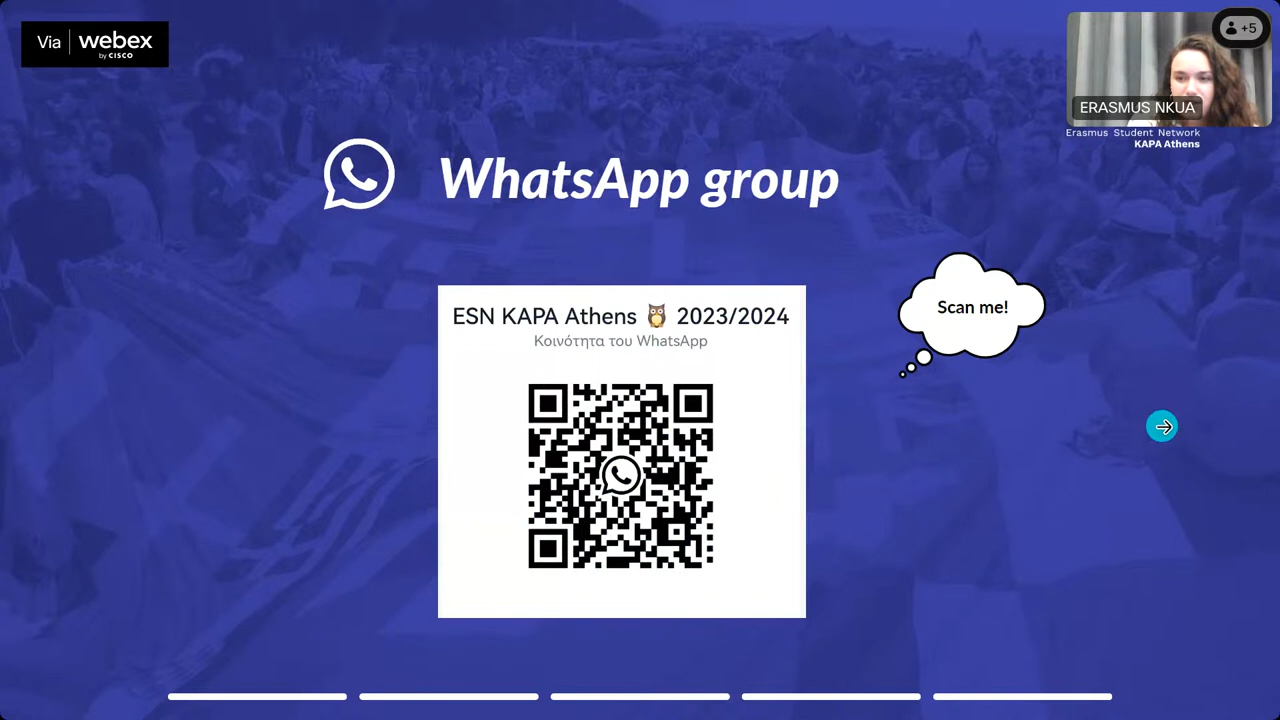 Via webex
by CISCO
+5
ERASMUS NKUA
Erasmus Student Network
KAPA Athens
WhatsApp group
Scan me!
ESN KAPA Athens 🦉 2023/2024
Κοινότητα του WhatsApp